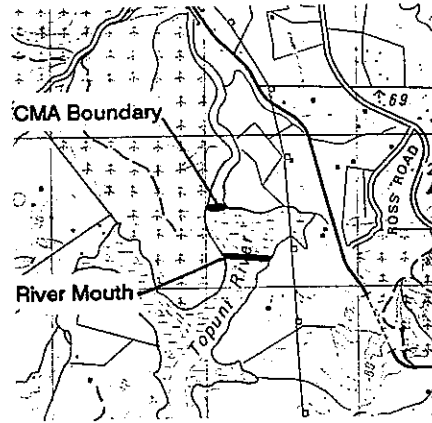 69
CMA Boundary
ROSS ROAD
River Mouth
Topuni River